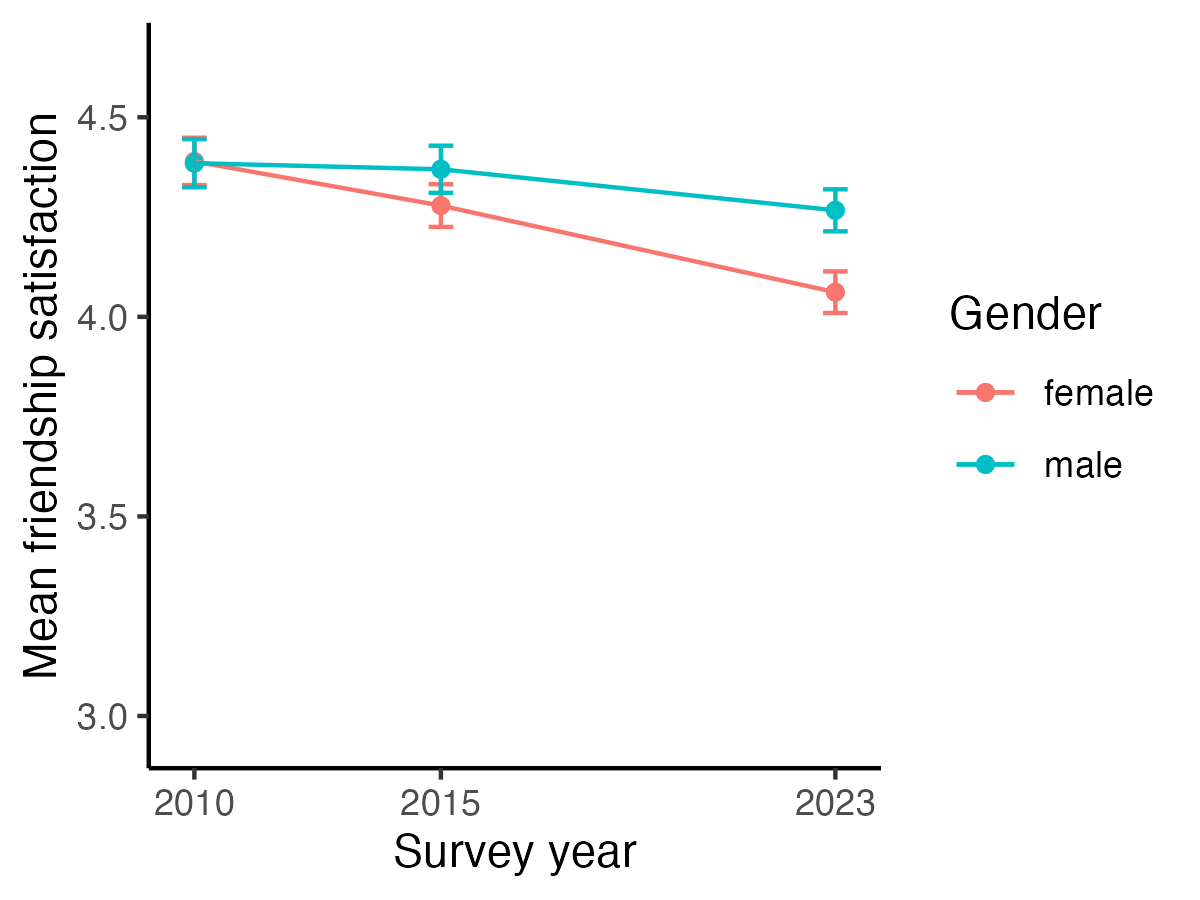 Mean friendship satisfaction
4.5
4.0
3.5
3.0
2010 2015 2023
Survey year
Gender
female
male